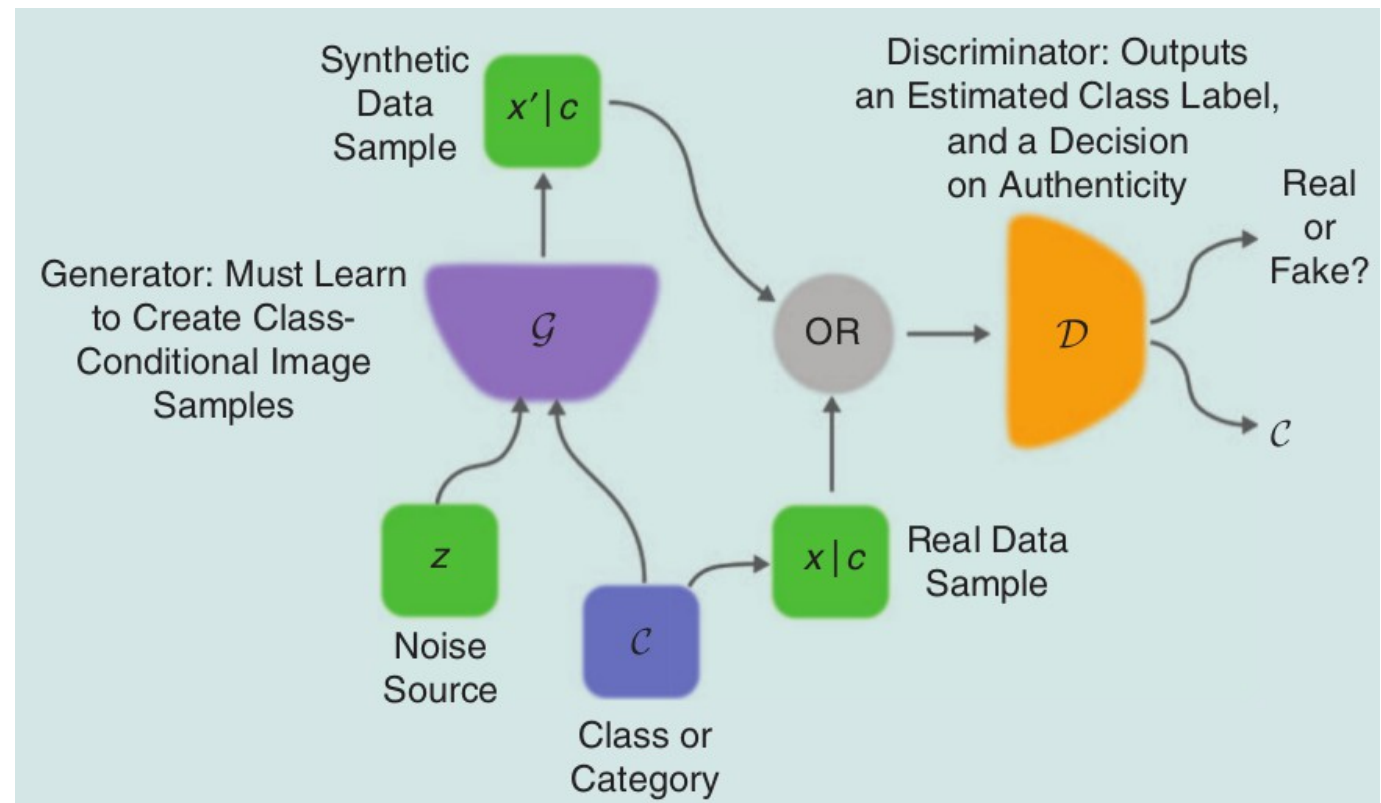 Synthetic
Data
Sample
x′|c
Discriminator: Outputs
an Estimated Class Label,
and a Decision
on Authenticity
Real
or
Fake?
Generator: Must Learn
to Create Class-
Conditional Image
Samples
𝒢
OR
𝒟
𝒞
z
Noise
Source
𝒞
Class or
Category
x|c
Real Data
Sample